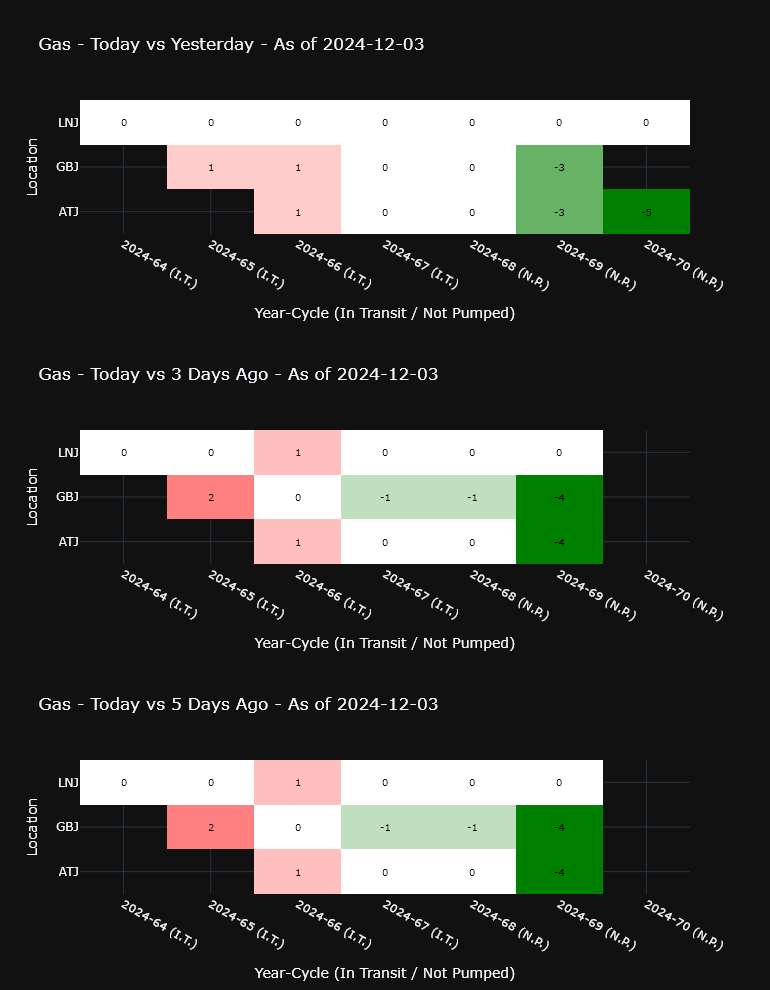 Gas - Today vs Yesterday - As of 2024-12-03
LNJ 0 0 0 0 0 0 0
GBJ 1 1 0 0 -3
ATJ 1 0 0 -3 -5
Location
2024-64 (I.T.) 2024-65 (I.T.) 2024-66 (I.T.) 2024-67 (I.T.) 2024-68 (N.P.) 2024-69 (N.P.) 2024-70 (N.P.)
Year-Cycle (In Transit / Not Pumped)
Gas - Today vs 3 Days Ago - As of 2024-12-03
LNJ 0 0 1 0 0 0
GBJ 2 0 -1 -1 -4
ATJ 1 0 0 -4
Location
2024-64 (I.T.) 2024-65 (I.T.) 2024-66 (I.T.) 2024-67 (I.T.) 2024-68 (N.P.) 2024-69 (N.P.) 2024-70 (N.P.)
Year-Cycle (In Transit / Not Pumped)
Gas - Today vs 5 Days Ago - As of 2024-12-03
LNJ 0 0 1 0 0 0
GBJ 2 0 -1 -1 -4
ATJ 1 0 0 -4
Location
2024-64 (I.T.) 2024-65 (I.T.) 2024-66 (I.T.) 2024-67 (I.T.) 2024-68 (N.P.) 2024-69 (N.P.) 2024-70 (N.P.)
Year-Cycle (In Transit / Not Pumped)